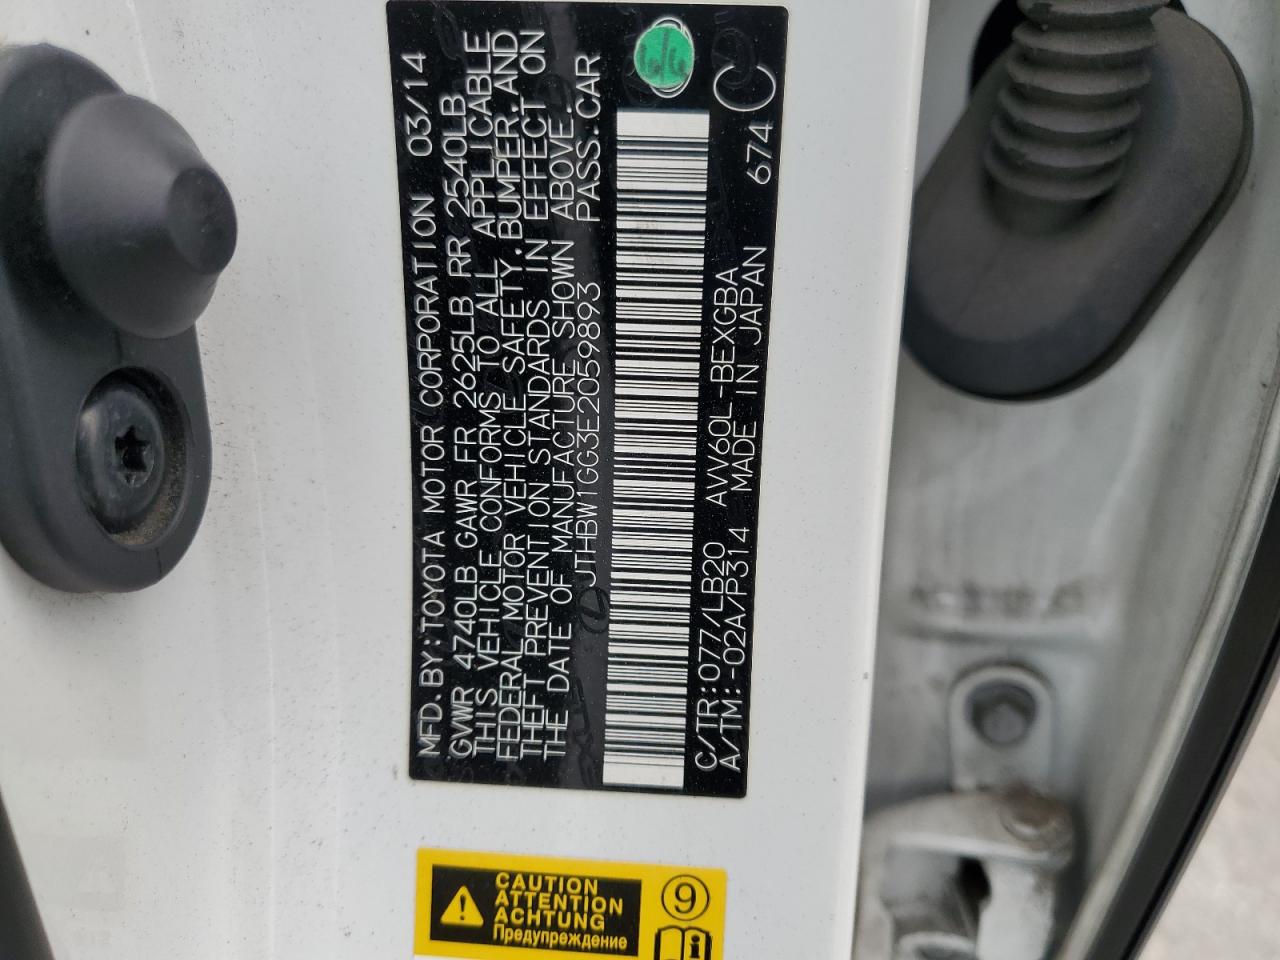 MFD.BY:TOYOTA MOTOR CORPORATION 03/14
GVWR 4740LB GAWR FR 2625LB RR 2540LB
THIS VEHICLE CONFORMS TO ALL APPLICABLE
FEDERAL MOTOR VEHICLE SAFETY,BUMPER,AND
THEFT PREVENTION STANDARDS IN EFFECT ON
THE DATE OF MANUFACTURE SHOWN ABOVE.
JTHBW1GG3E2059893 PASS.CAR
C/TR:077/LB20 AVV60L-BEXGBA 674 C
A/TM:-02A/P314 MADE IN JAPAN
CAUTION
ATTENTION
ACHTUNG
Предупреждение
9
i